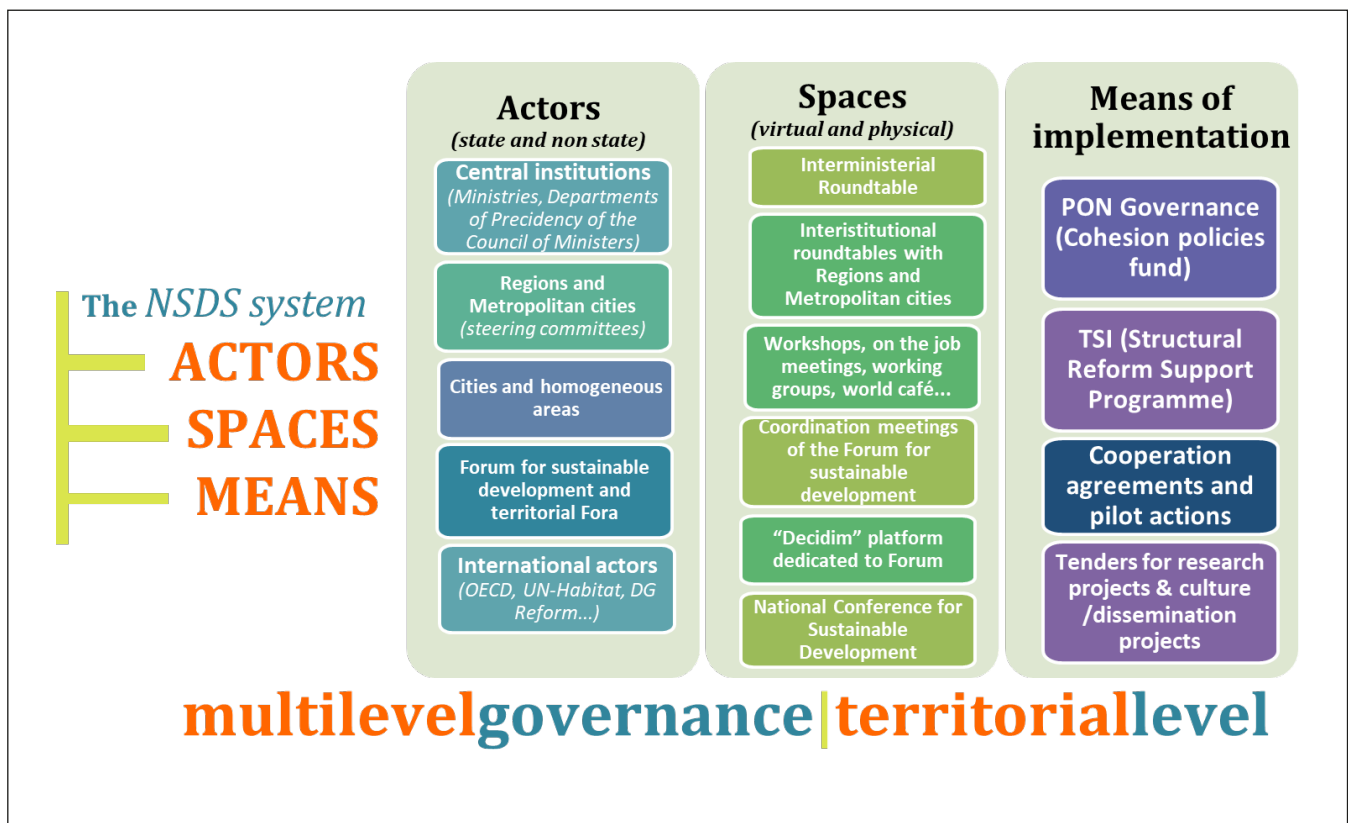 The NSDS system
ACTORS
SPACES
MEANS
Actors
(state and non state)
Central institutions
(Ministries, Departments
of Precidency of the
Council of Ministers)
Regions and
Metropolitan cities
(steering committees)
Cities and homogeneous
areas
Forum for sustainable
development and
territorial Fora
International actors
(OECD, UN-Habitat, DG
Reform...)
Spaces
(virtual and physical)
Interministerial
Roundtable
Interistitutional
roundtables with
Regions and
Metropolitan cities
Workshops, on the job
meetings, working
groups, world café...
Coordination meetings
of the Forum for
sustainable
development
“Decidim” platform
dedicated to Forum
National Conference for
Sustainable
Development
Means of
implementation
PON Governance
(Cohesion policies
fund)
TSI (Structural
Reform Support
Programme)
Cooperation
agreements and
pilot actions
Tenders for research
projects & culture
/dissemination
projects
multilevelgovernance|territoriallevel